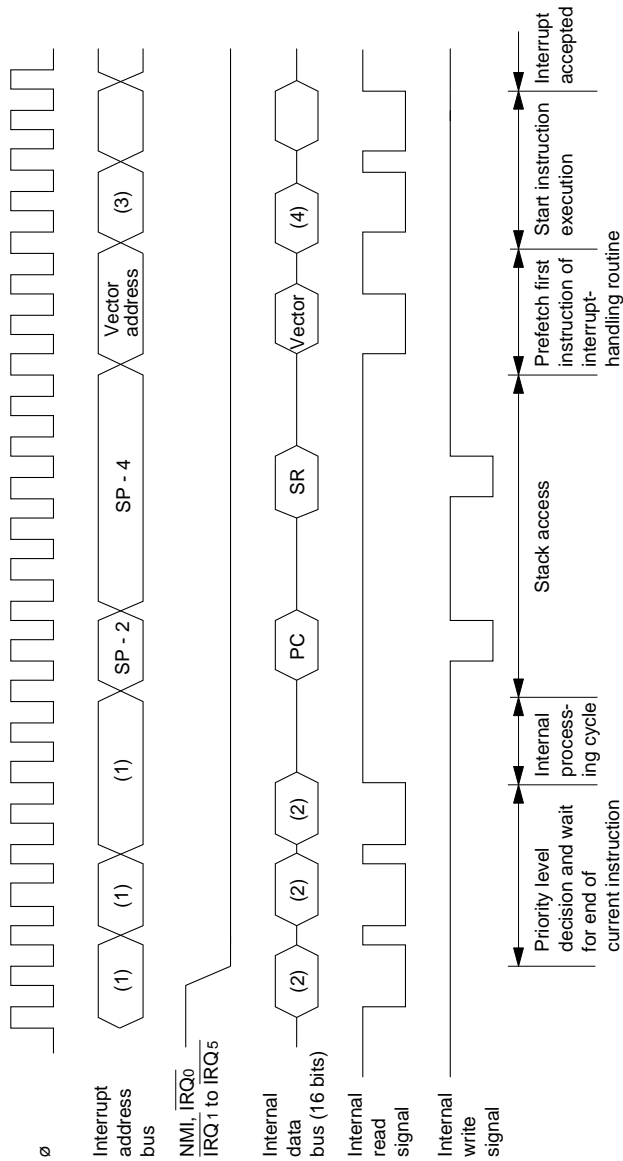 ø
Interrupt
address
bus
(1)
(1)
(1)
SP - 2
SP - 4
Vector
address
(3)
NMI, IRQ0
IRQ1 to IRQ5
Internal
data
bus (16 bits)
(2)
(2)
(2)
PC
SR
Vector
(4)
Internal
read
signal
Internal
write
signal
Priority level
decision and wait
for end of
current instruction
Internal
process-
ing cycle
Stack access
Prefetch first
instruction of
interrupt-
handling routine
Start instruction
execution
Interrupt
accepted